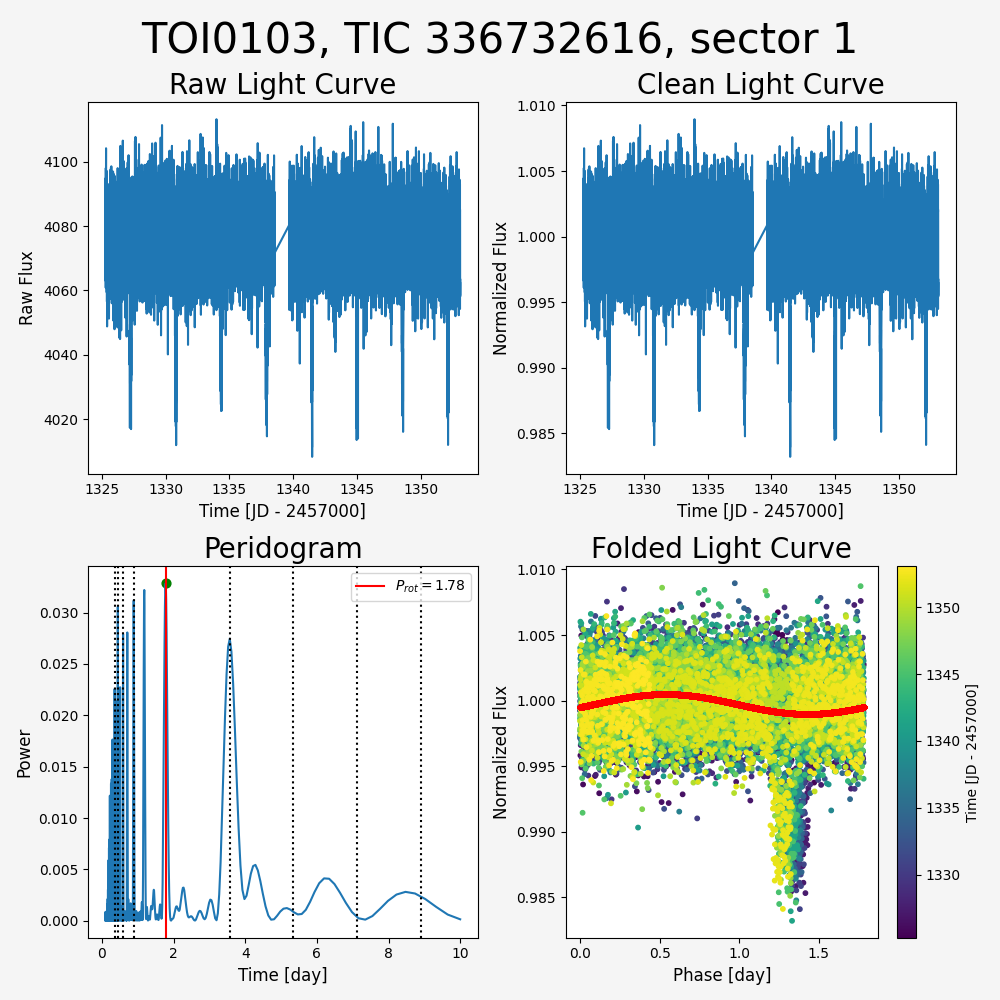 TOI0103, TIC 336732616, sector 1
Raw Light Curve
Clean Light Curve
Raw Flux
4100
4080
4060
4040
4020
1325 1330 1335 1340 1345 1350
Time [JD - 2457000]
Normalized Flux
1.010
1.005
1.000
0.995
0.990
0.985
1325 1330 1335 1340 1345 1350
Time [JD - 2457000]
Peridogram
Folded Light Curve
Power
0.030
0.025
0.020
0.015
0.010
0.005
0.000
P_rot = 1.78
0 2 4 6 8 10
Time [day]
Normalized Flux
1.010
1.005
1.000
0.995
0.990
0.985
0.0 0.5 1.0 1.5
Phase [day]
1350
1345
1340
1335
1330
Time [JD - 2457000]